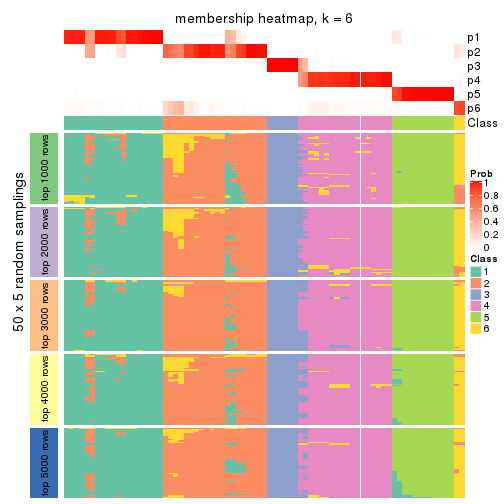 membership heatmap, k = 6
p1
p2
p3
p4
p5
p6
Class
50 x 5 random samplings
top 1000 rows
top 2000 rows
top 3000 rows
top 4000 rows
top 5000 rows
Prob
1
0.8
0.6
0.4
0.2
0
Class
1
2
3
4
5
6